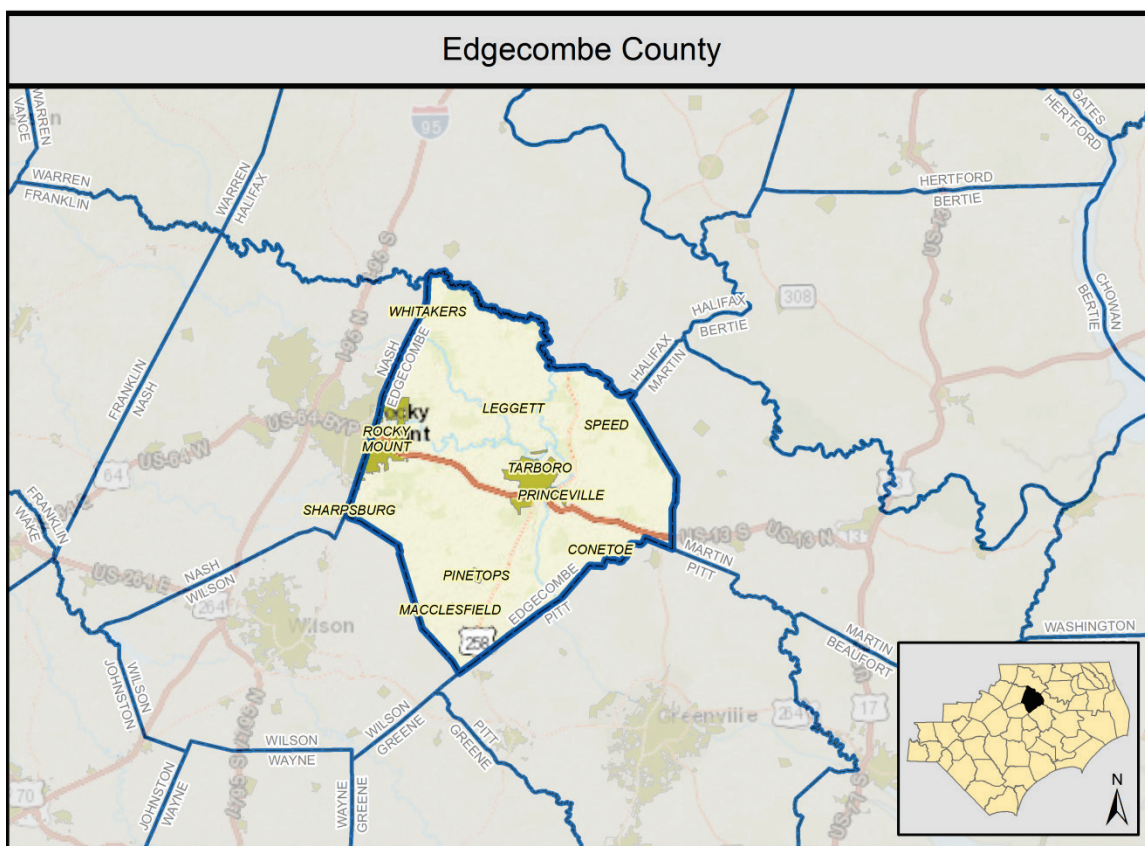 Edgecombe County
WARREN
VANCE
WARREN
FRANKLIN
WARREN
HALIFAX
95
I-95 S
I-95 N
GATES
HERTFORD
HERTFORD
BERTIE
US-13
CHOWAN
BERTIE
308
HALIFAX
BERTIE
HALIFAX
MARTIN
FRANKLIN
NASH
WHITAKERS
NASH
EDGECOMBE
LEGGETT
SPEED
US-64-BYP
ROCKY
MOUNT
US-64 W
64
TARBORO
PRINCEVILLE
SHARPSBURG
FRANKLIN
WAKE
US-264 E
264
NASH
WILSON
CONETOE
US-13 S
US-13 N
13
MARTIN
PITT
PINETOPS
MACCLESFIELD
EDGECOMBE
PITT
258
Wilson
WILSON
JOHNSTON
WILSON
GREENE
PITT
GREENE
MARTIN
BEAUFORT
WASHINGTON
WILSON
WAYNE
JOHNSTON
WAYNE
WAYNE
GREENE
70
Greenville
264
17
N